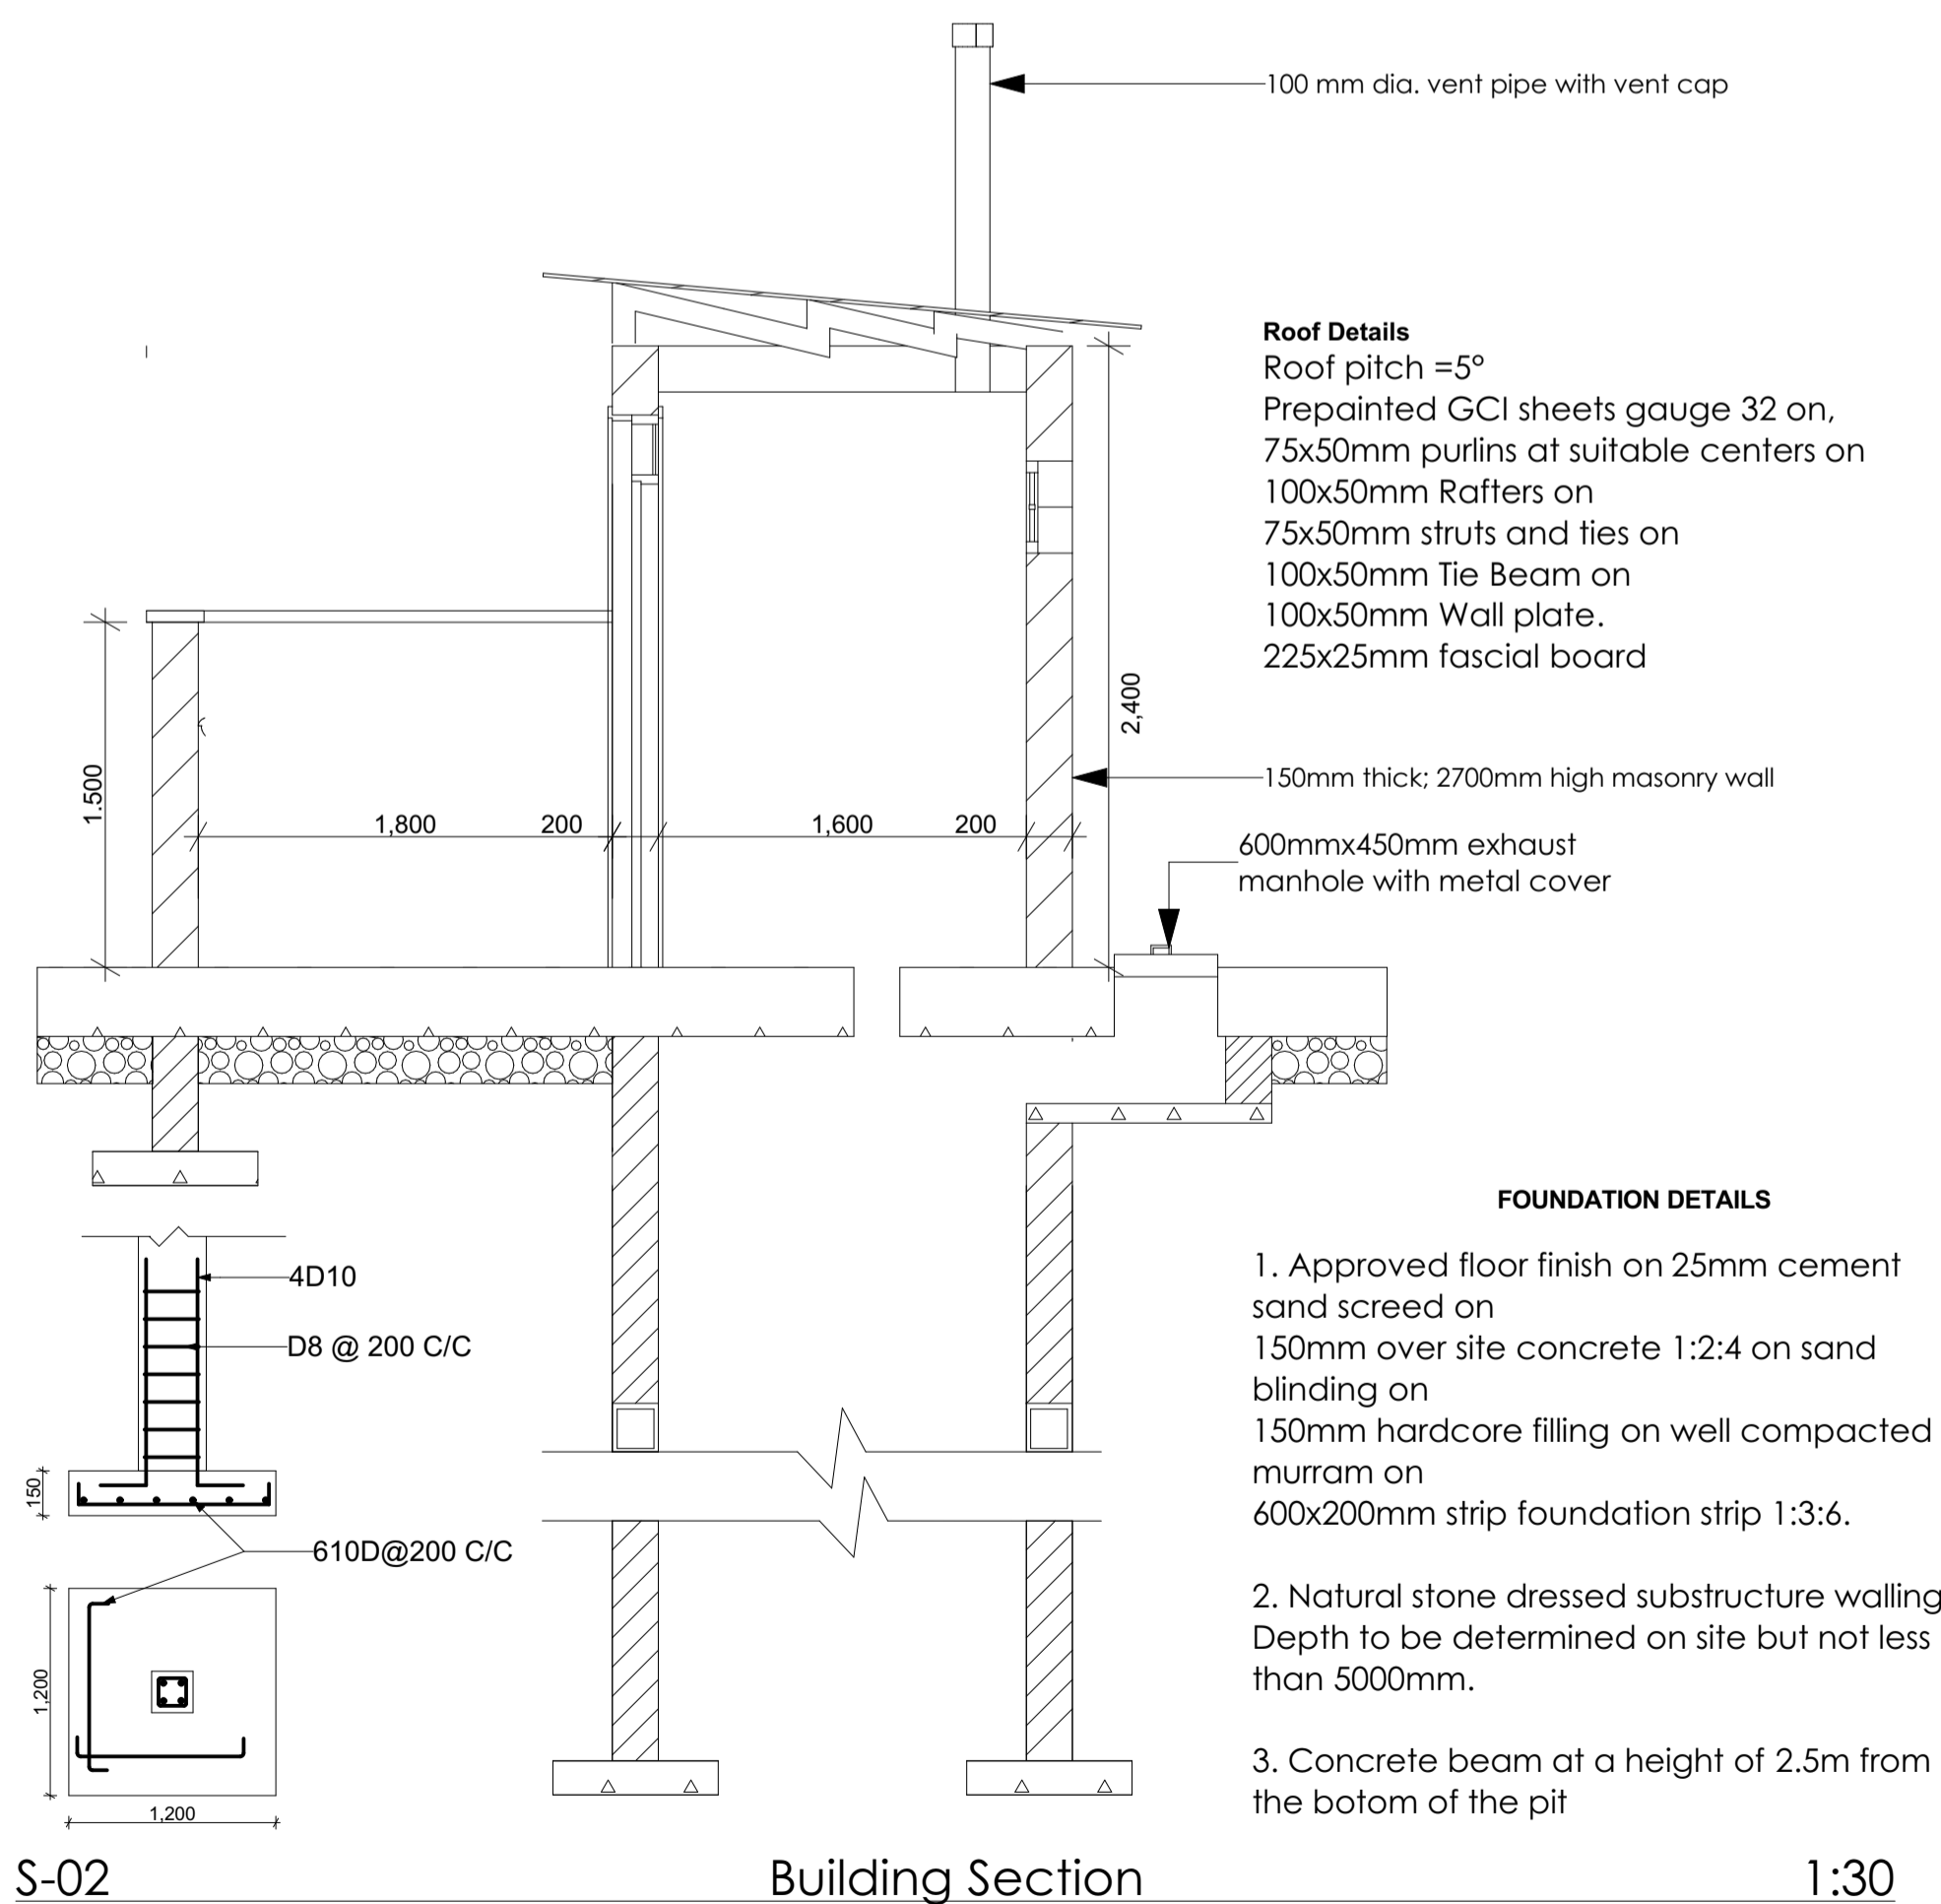 100 mm dia. vent pipe with vent cap
Roof Details
Roof pitch =5°
Prepainted GCI sheets gauge 32 on,
75x50mm purlins at suitable centers on
100x50mm Rafters on
75x50mm struts and ties on
100x50mm Tie Beam on
100x50mm Wall plate.
225x25mm fascial board
2,400
1.500
150mm thick; 2700mm high masonry wall
1,800
200
1,600
200
600mmx450mm exhaust
manhole with metal cover
FOUNDATION DETAILS
1. Approved floor finish on 25mm cement
sand screed on
150mm over site concrete 1:2:4 on sand
blinding on
150mm hardcore filling on well compacted
murram on
600x200mm strip foundation strip 1:3:6.
2. Natural stone dressed substructure walling
Depth to be determined on site but not less
than 5000mm.
3. Concrete beam at a height of 2.5m from
the botom of the pit
4D10
D8 @ 200 C/C
150
610D@200 C/C
1,200
1,200
S-02
Building Section
1:30